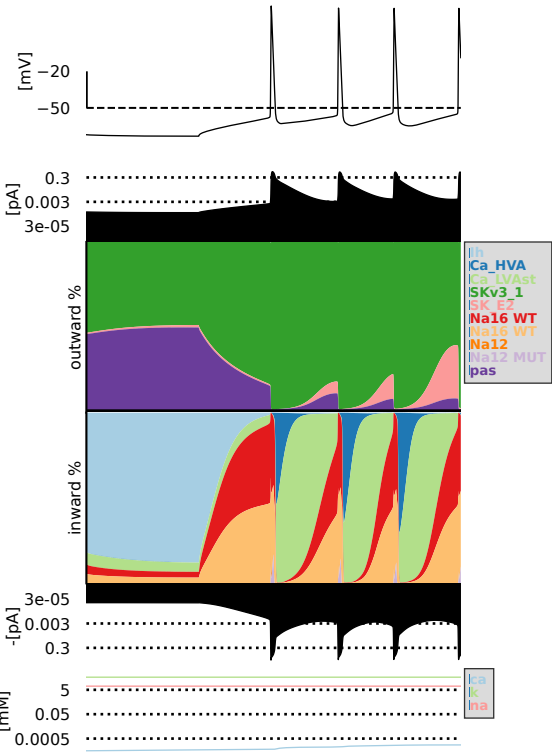 [mV]
−20
−50
[pA]
0.3
0.003
3e-05
outward %
Ih
Ca_HVA
Ca_LVAst
SKv3_1
SK_E2
Na16 WT
Na16 WT
Na12
Na12 MUT
pas
inward %
-[pA]
3e-05
0.003
0.3
[mM]
5
0.05
0.0005
ca
k
na